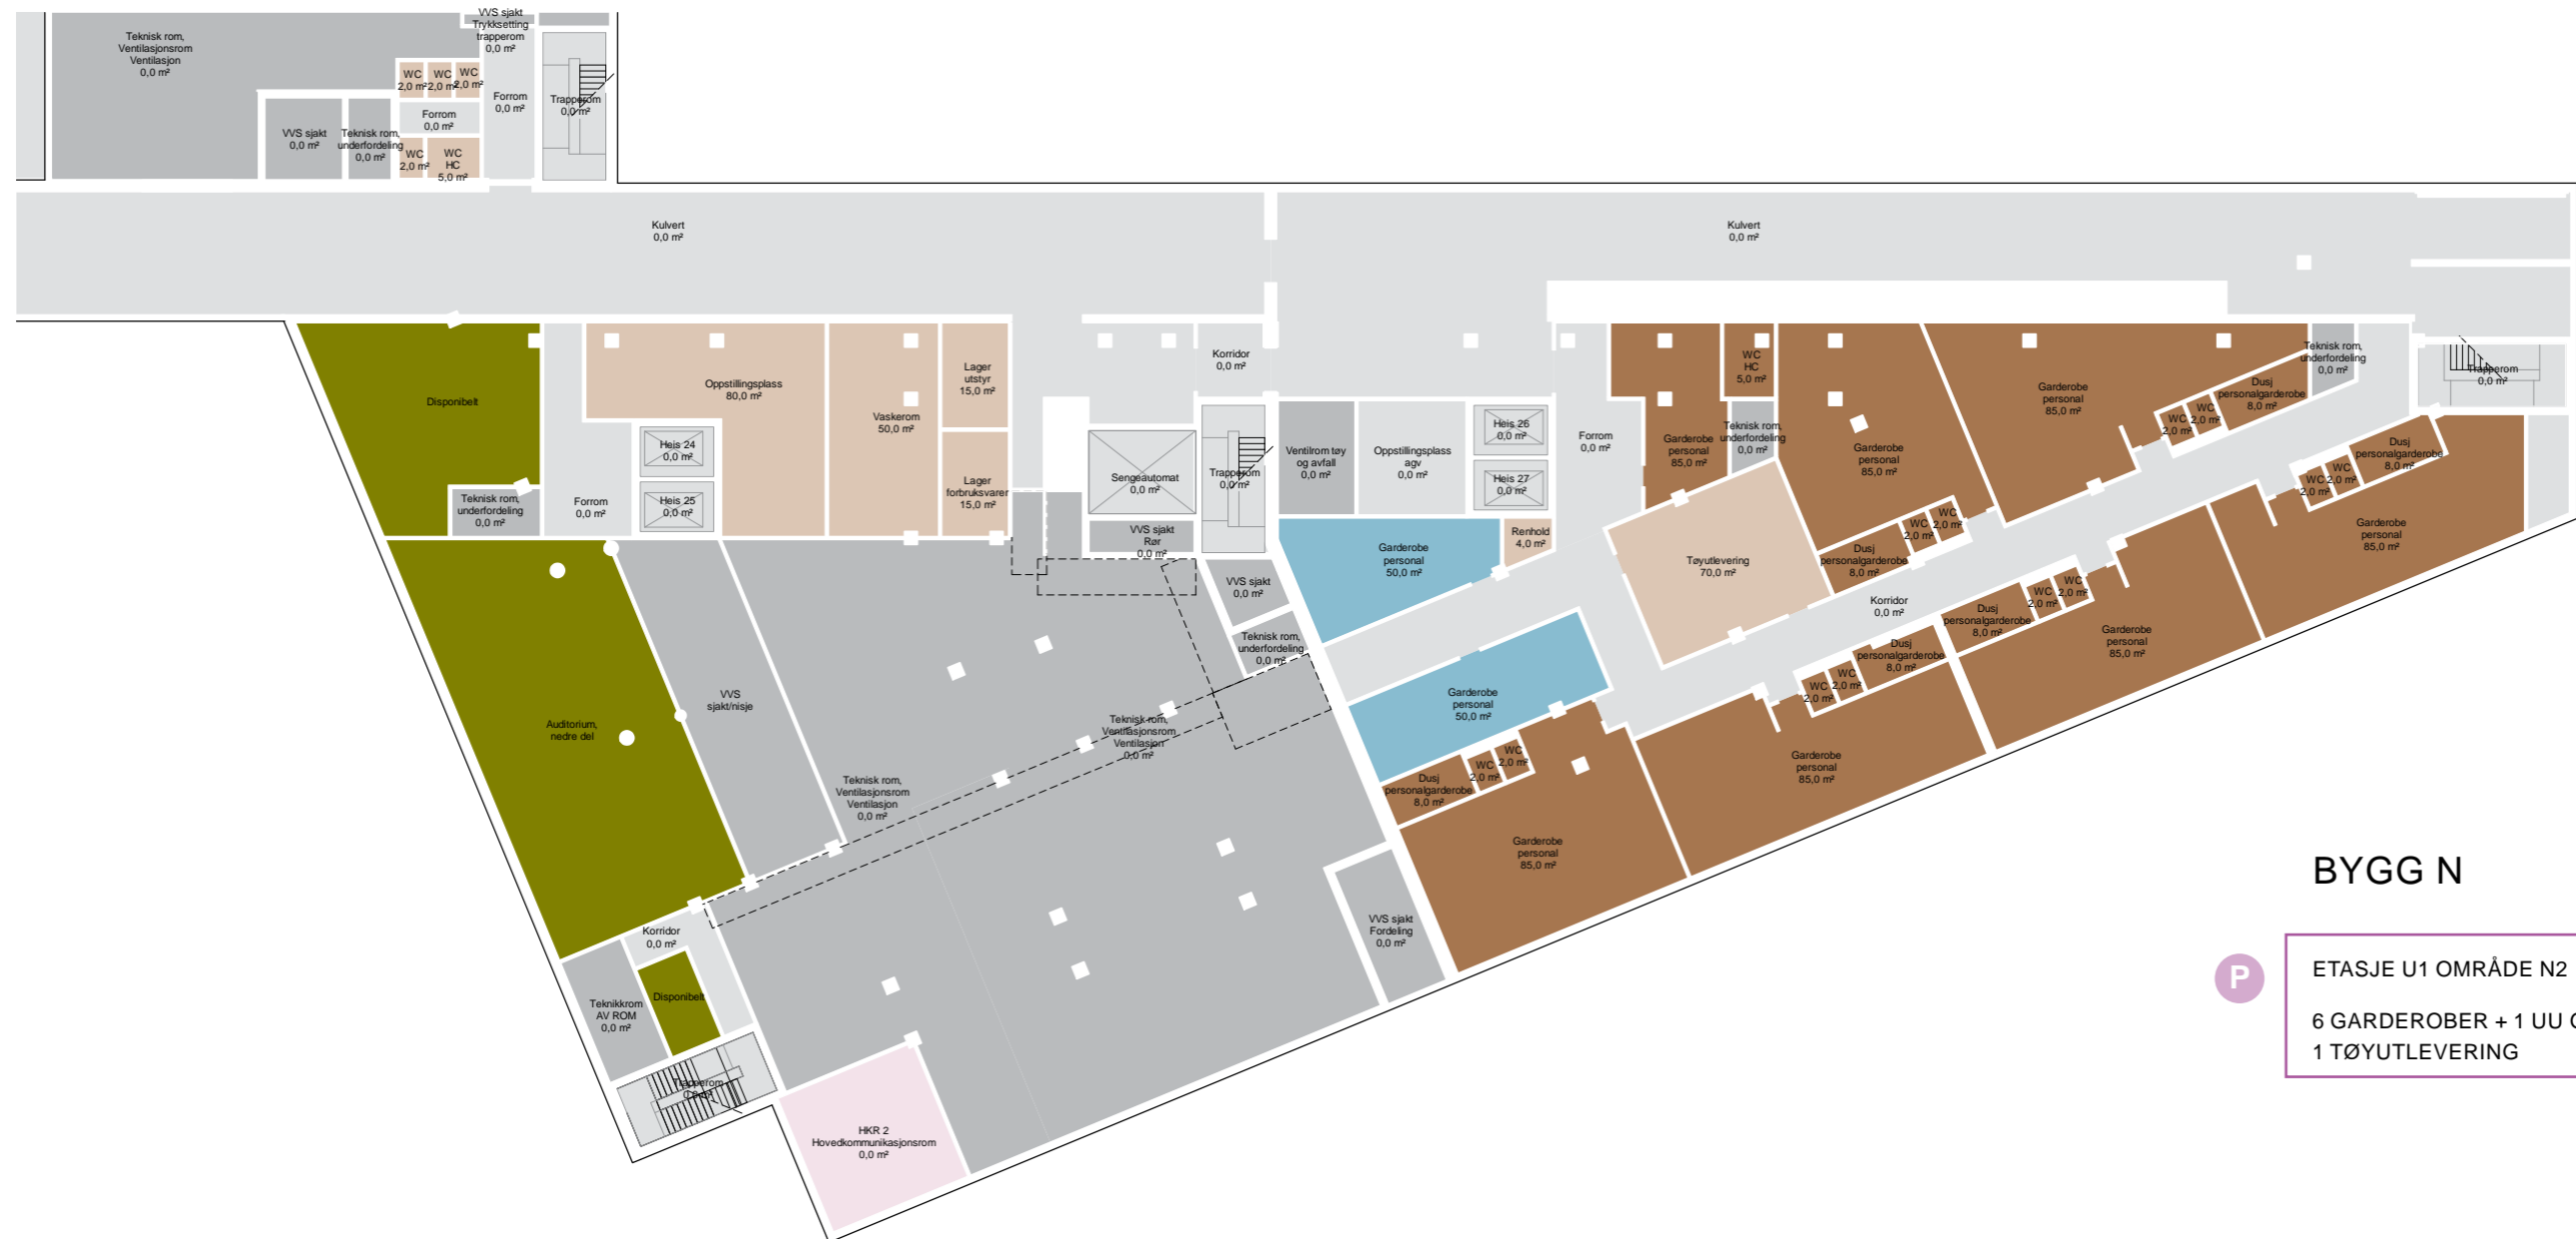 VVS sjakt
Trykksetting
trapperom
0,0 m²
Teknisk rom,
Ventilasjonsrom
Ventilasjon
0,0 m²
WC
2,0 m²
WC
2,0 m²
WC
2,0 m²
Forrom
0,0 m²
Trapperom
0,0 m²
Forrom
0,0 m²
VVS sjakt
0,0 m²
Teknisk rom,
underfordeling
0,0 m²
WC
2,0 m²
WC
HC
5,0 m²
Kulvert
0,0 m²
Kulvert
0,0 m²
Disponibelt
Oppstillingsplass
80,0 m²
Vaskerom
50,0 m²
Lager
utstyr
15,0 m²
Korridor
0,0 m²
WC
HC
5,0 m²
Garderobe
personal
85,0 m²
Teknisk rom,
underfordeling
0,0 m²
Garderobe
personal
85,0 m²
Garderobe
personal
85,0 m²
WC
2,0 m²
WC
2,0 m²
Dusj
personalgarderobe
8,0 m²
Teknisk rom,
underfordeling
0,0 m²
Trapperom
0,0 m²
Heis 24
0,0 m²
Heis 25
0,0 m²
Forrom
0,0 m²
Teknisk rom,
underfordeling
0,0 m²
Lager
forbruksvarer
15,0 m²
Sengeautomat
0,0 m²
Trapperom
0,0 m²
Ventilrom tøy
og avfall
0,0 m²
Oppstillingsplass
agv
0,0 m²
Heis 26
0,0 m²
Heis 27
0,0 m²
Forrom
0,0 m²
WC
2,0 m²
WC
2,0 m²
Dusj
personalgarderobe
8,0 m²
Garderobe
personal
85,0 m²
VVS sjakt
Rør
0,0 m²
Garderobe
personal
50,0 m²
Renhold
4,0 m²
Tøyutlevering
70,0 m²
Dusj
personalgarderobe
8,0 m²
WC
2,0 m²
WC
2,0 m²
Korridor
0,0 m²
VVS sjakt
0,0 m²
Teknisk rom,
underfordeling
0,0 m²
Dusj
personalgarderobe
8,0 m²
WC
2,0 m²
WC
2,0 m²
Garderobe
personal
85,0 m²
VVS
sjakt/nisje
Auditorium,
nedre del
Teknisk rom,
Ventilasjonsrom
Ventilasjon
0,0 m²
Teknisk rom,
Ventilasjonsrom
Ventilasjon
0,0 m²
Garderobe
personal
50,0 m²
WC
2,0 m²
WC
2,0 m²
Dusj
personalgarderobe
8,0 m²
Garderobe
personal
85,0 m²
Dusj
personalgarderobe
8,0 m²
WC
2,0 m²
WC
2,0 m²
Garderobe
personal
85,0 m²
VVS sjakt
Fordeling
0,0 m²
Korridor
0,0 m²
Disponibelt
Teknikkrom
AV ROM
0,0 m²
Trapperom
0,0 m²
HKR 2
Hovedkommunikasjonsrom
0,0 m²
BYGG N
P
ETASJE U1 OMRÅDE N2
6 GARDEROBER + 1 UU
1 TØYUTLEVERING